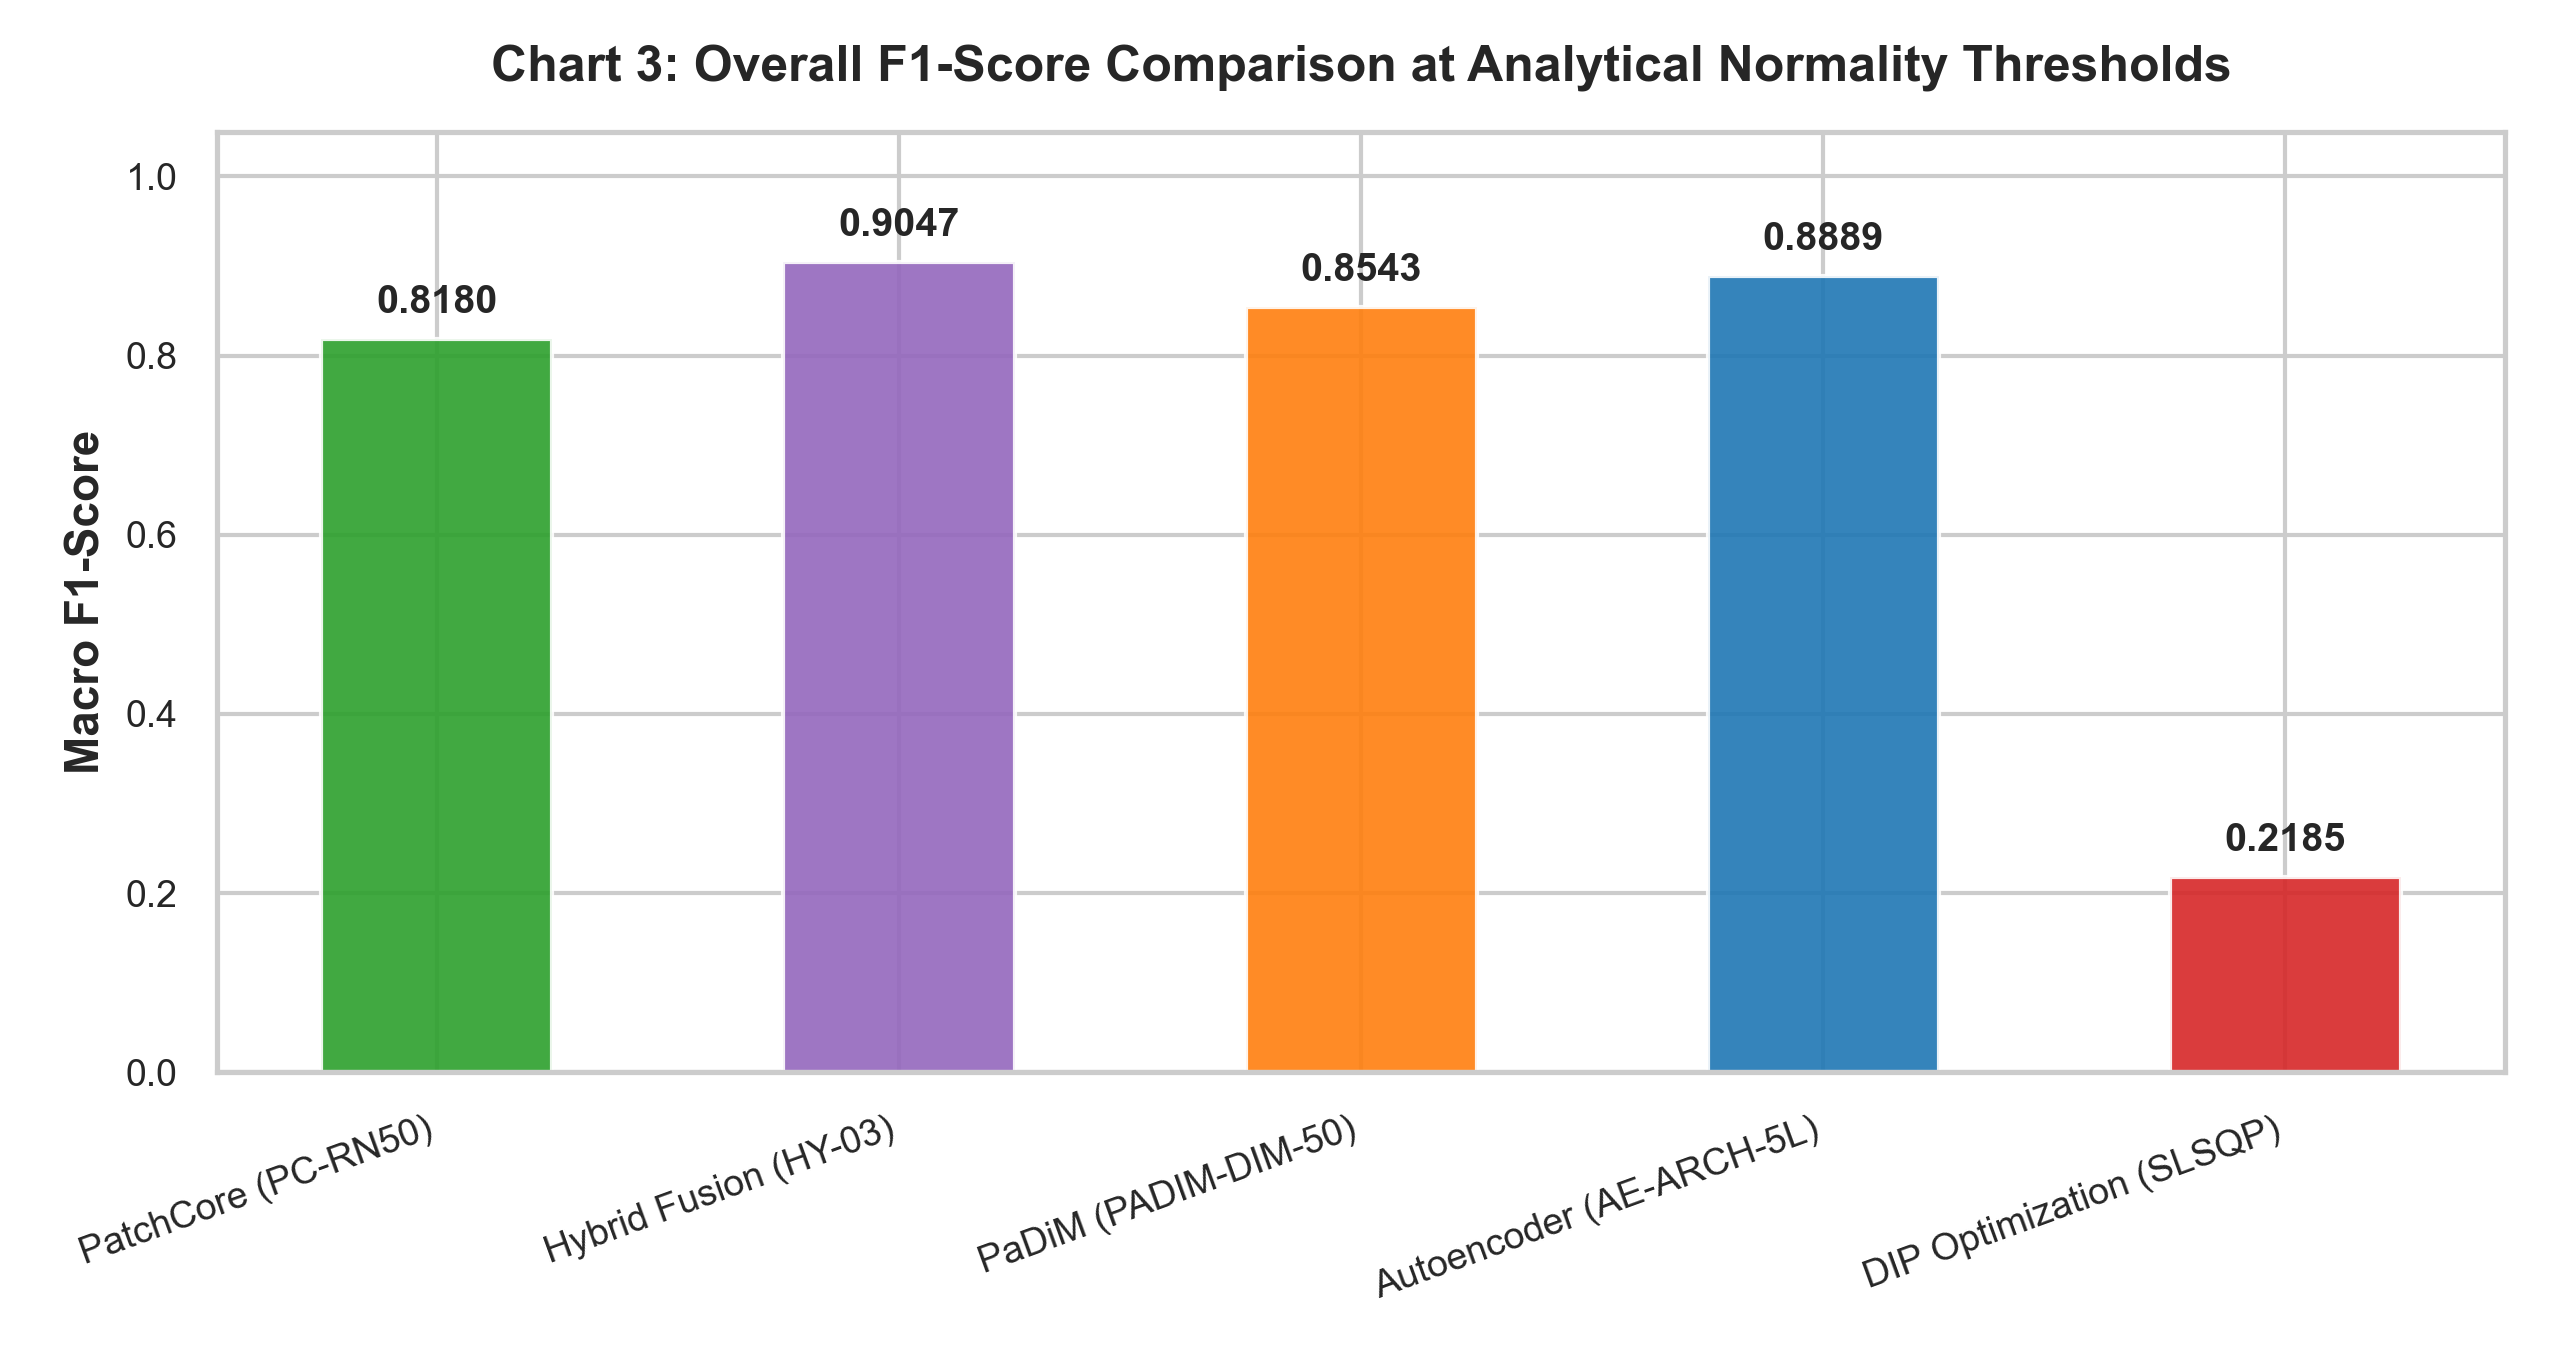 Chart 3: Overall F1-Score Comparison at Analytical Normality Thresholds
Macro F1-Score
1.0
0.8
0.6
0.4
0.2
0.0
0.8180
0.9047
0.8543
0.8889
0.2185
PatchCore (PC-RN50)
Hybrid Fusion (HY-03)
PaDiM (PADIM-DIM-50)
Autoencoder (AE-ARCH-5L)
DIP Optimization (SLSQP)